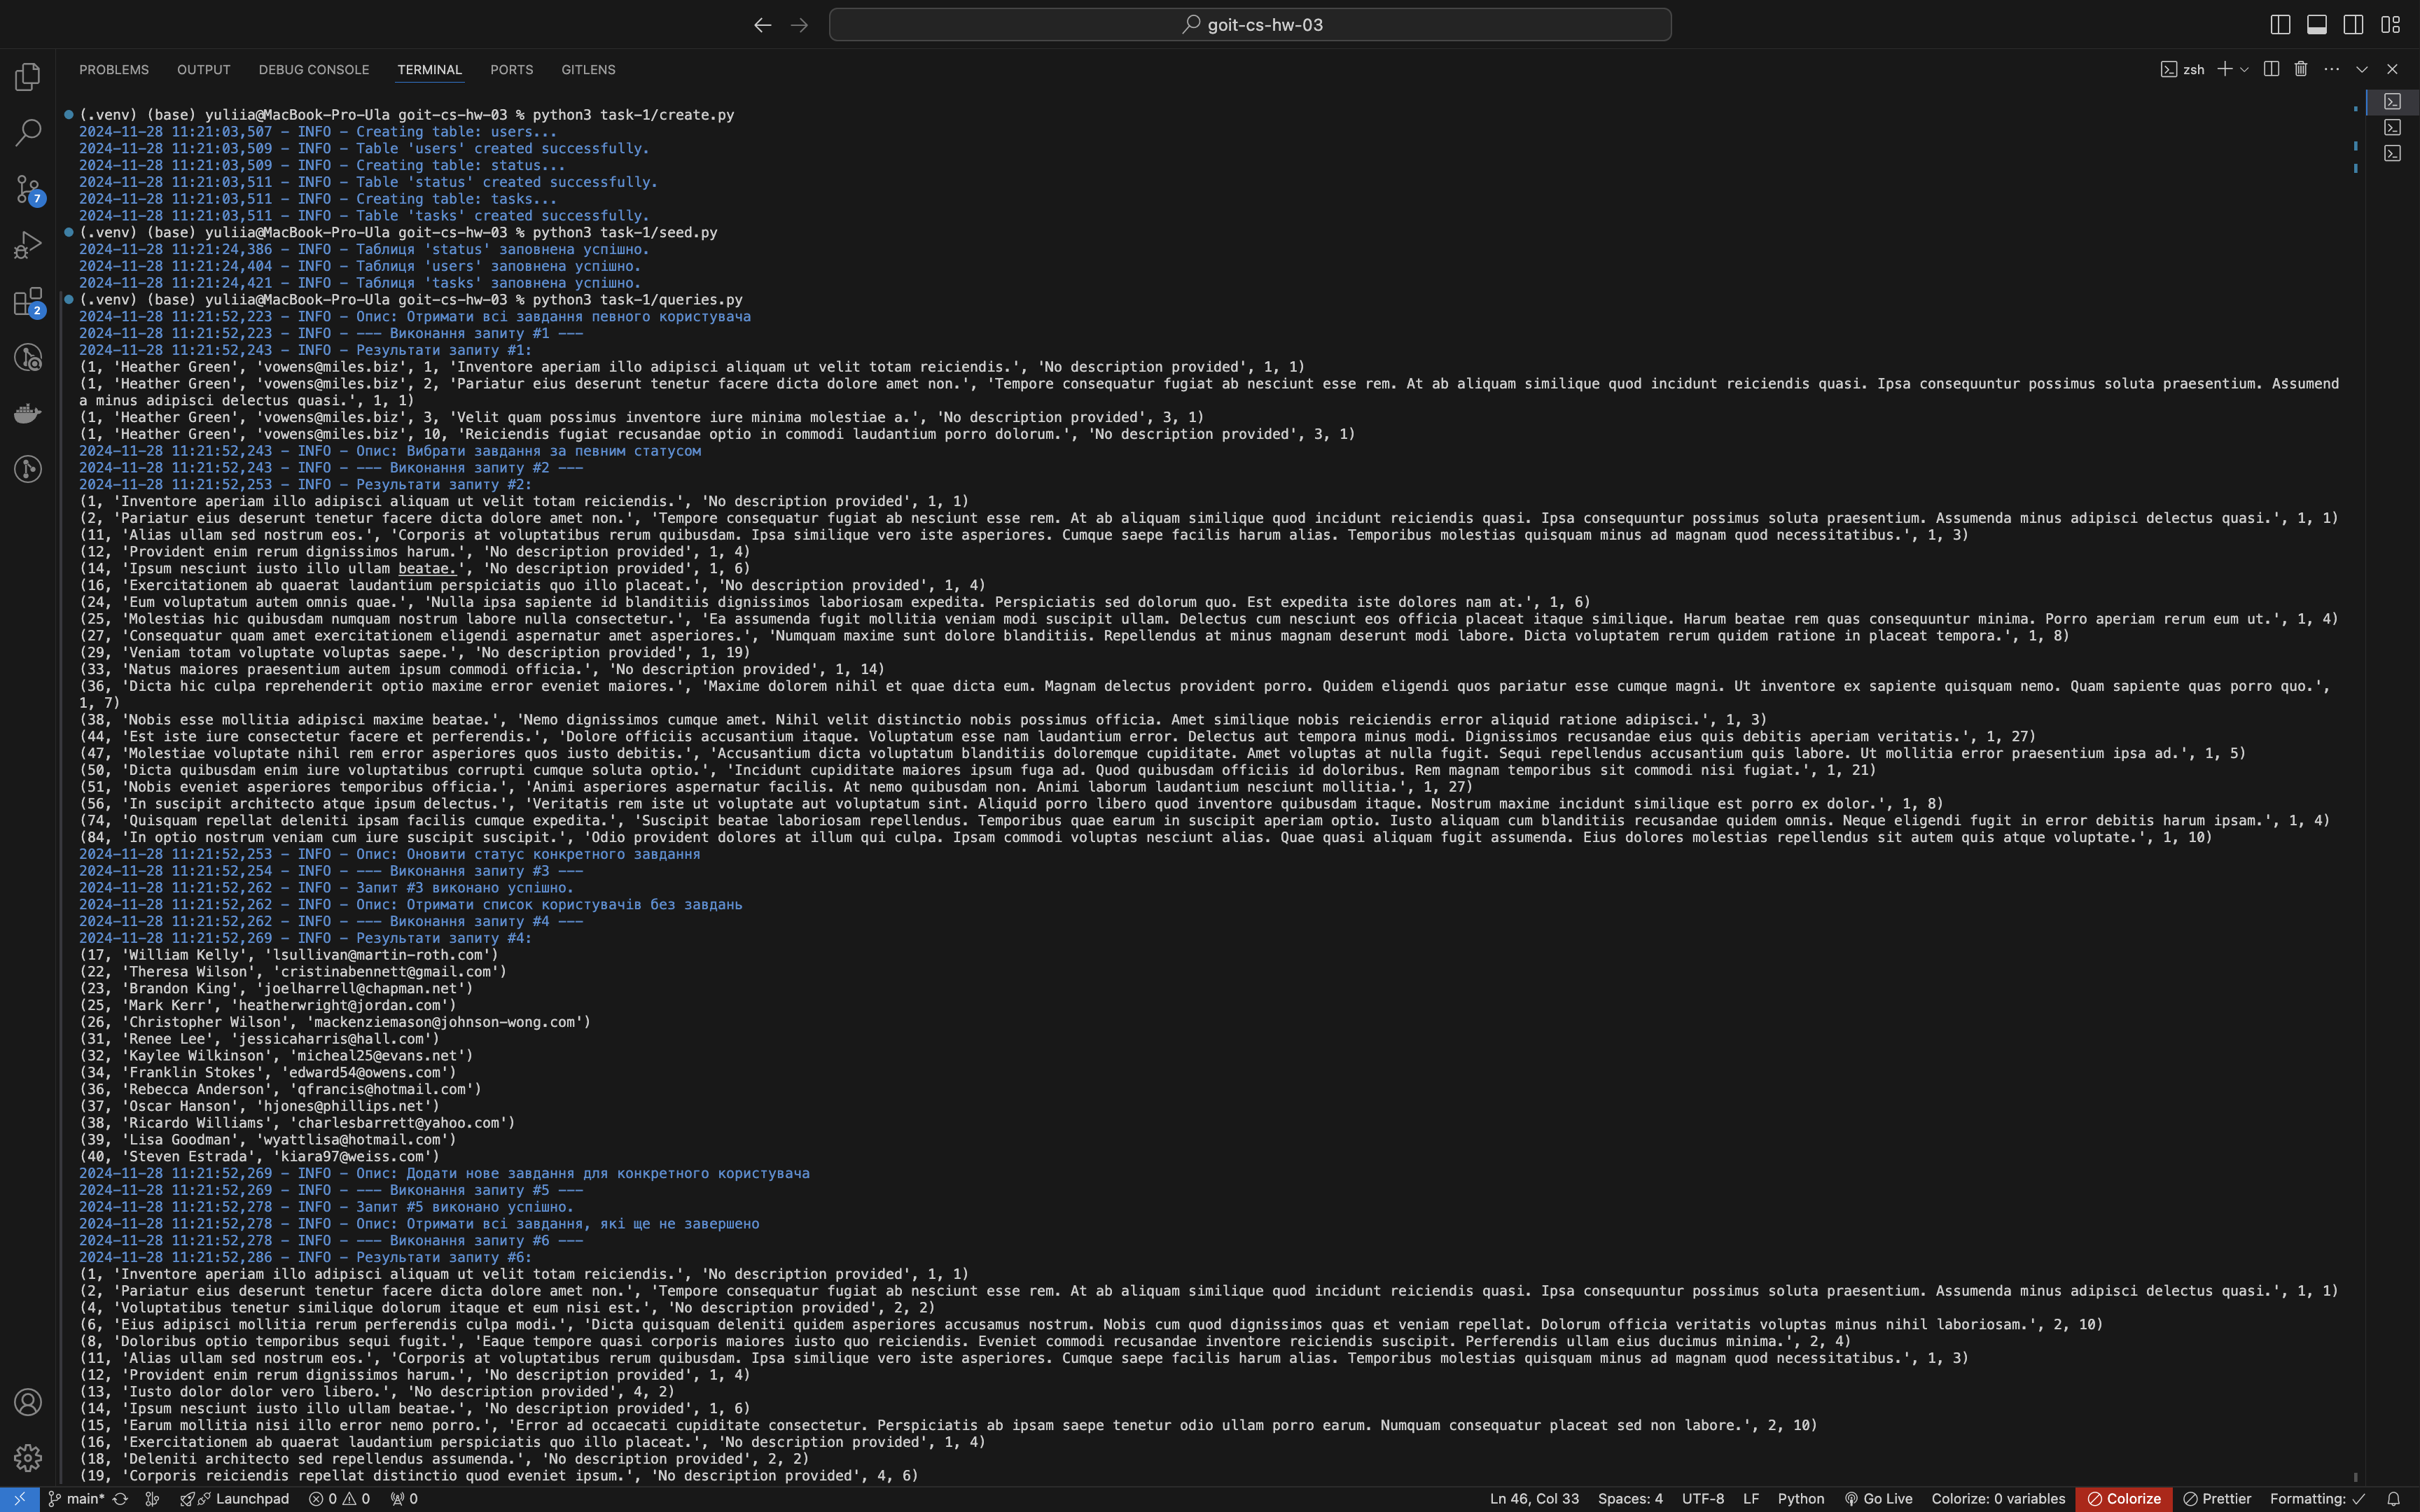 goit-cs-hw-03
PROBLEMS OUTPUT DEBUG CONSOLE TERMINAL PORTS GITLENS
zsh
(.venv) (base) yuliia@MacBook-Pro-Ula goit-cs-hw-03 % python3 task-1/create.py
2024-11-28 11:21:03,507 - INFO - Creating table: users...
2024-11-28 11:21:03,509 - INFO - Table 'users' created successfully.
2024-11-28 11:21:03,509 - INFO - Creating table: status...
2024-11-28 11:21:03,511 - INFO - Table 'status' created successfully.
2024-11-28 11:21:03,511 - INFO - Creating table: tasks...
2024-11-28 11:21:03,511 - INFO - Table 'tasks' created successfully.
(.venv) (base) yuliia@MacBook-Pro-Ula goit-cs-hw-03 % python3 task-1/seed.py
2024-11-28 11:21:24,386 - INFO - Таблиця 'status' заповнена успішно.
2024-11-28 11:21:24,404 - INFO - Таблиця 'users' заповнена успішно.
2024-11-28 11:21:24,421 - INFO - Таблиця 'tasks' заповнена успішно.
(.venv) (base) yuliia@MacBook-Pro-Ula goit-cs-hw-03 % python3 task-1/queries.py
2024-11-28 11:21:52,223 - INFO - Опис: Отримати всі завдання певного користувача
2024-11-28 11:21:52,223 - INFO - --- Виконання запиту #1 ---
2024-11-28 11:21:52,243 - INFO - Результати запиту #1:
(1, 'Heather Green', 'vowens@miles.biz', 1, 'Inventore aperiam illo adipisci aliquam ut velit totam reiciendis.', 'No description provided', 1, 1)
(1, 'Heather Green', 'vowens@miles.biz', 2, 'Pariatur eius deserunt tenetur facere dicta dolore amet non.', 'Tempore consequatur fugiat ab nesciunt esse rem. At ab aliquam similique quod incidunt reiciendis quasi. Ipsa consequuntur possimus soluta praesentium. Assumend
a minus adipisci delectus quasi.', 1, 1)
(1, 'Heather Green', 'vowens@miles.biz', 3, 'Velit quam possimus inventore iure minima molestiae a.', 'No description provided', 3, 1)
(1, 'Heather Green', 'vowens@miles.biz', 10, 'Reiciendis fugiat recusandae optio in commodi laudantium porro dolorum.', 'No description provided', 3, 1)
2024-11-28 11:21:52,243 - INFO - Опис: Вибрати завдання за певним статусом
2024-11-28 11:21:52,243 - INFO - --- Виконання запиту #2 ---
2024-11-28 11:21:52,253 - INFO - Результати запиту #2:
(1, 'Inventore aperiam illo adipisci aliquam ut velit totam reiciendis.', 'No description provided', 1, 1)
(2, 'Pariatur eius deserunt tenetur facere dicta dolore amet non.', 'Tempore consequatur fugiat ab nesciunt esse rem. At ab aliquam similique quod incidunt reiciendis quasi. Ipsa consequuntur possimus soluta praesentium. Assumenda minus adipisci delectus quasi.', 1, 1)
(11, 'Alias ullam sed nostrum eos.', 'Corporis at voluptatibus rerum quibusdam. Ipsa similique vero iste asperiores. Cumque saepe facilis harum alias. Temporibus molestias quisquam minus ad magnam quod necessitatibus.', 1, 3)
(12, 'Provident enim rerum dignissimos harum.', 'No description provided', 1, 4)
(14, 'Ipsum nesciunt iusto illo ullam beatae.', 'No description provided', 1, 6)
(16, 'Exercitationem ab quaerat laudantium perspiciatis quo illo placeat.', 'No description provided', 1, 4)
(24, 'Eum voluptatum autem omnis quae.', 'Nulla ipsa sapiente id blanditiis dignissimos laboriosam expedita. Perspiciatis sed dolorum quo. Est expedita iste dolores nam at.', 1, 6)
(25, 'Molestias hic quibusdam numquam nostrum labore nulla consectetur.', 'Ea assumenda fugit mollitia veniam modi suscipit ullam. Delectus cum nesciunt eos officia placeat itaque similique. Harum beatae rem quas consequuntur minima. Porro aperiam rerum eum ut.', 1, 4)
(27, 'Consequatur quam amet exercitationem eligendi aspernatur amet asperiores.', 'Numquam maxime sunt dolore blanditiis. Repellendus at minus magnam deserunt modi labore. Dicta voluptatem rerum quidem ratione in placeat tempora.', 1, 8)
(29, 'Veniam totam voluptate voluptas saepe.', 'No description provided', 1, 19)
(33, 'Natus maiores praesentium autem ipsum commodi officia.', 'No description provided', 1, 14)
(36, 'Dicta hic culpa reprehenderit optio maxime error eveniet maiores.', 'Maxime dolorem nihil et quae dicta eum. Magnam delectus provident porro. Quidem eligendi quos pariatur esse cumque magni. Ut inventore ex sapiente quisquam nemo. Quam sapiente quas porro quo.',
1, 7)
(38, 'Nobis esse mollitia adipisci maxime beatae.', 'Nemo dignissimos cumque amet. Nihil velit distinctio nobis possimus officia. Amet similique nobis reiciendis error aliquid ratione adipisci.', 1, 3)
(44, 'Est iste iure consectetur facere et perferendis.', 'Dolore officiis accusantium itaque. Voluptatum esse nam laudantium error. Delectus aut tempora minus modi. Dignissimos recusandae eius quis debitis aperiam veritatis.', 1, 27)
(47, 'Molestiae voluptate nihil rem error asperiores quos iusto debitis.', 'Accusantium dicta voluptatum blanditiis doloremque cupiditate. Amet voluptas at nulla fugit. Sequi repellendus accusantium quis labore. Ut mollitia error praesentium ipsa ad.', 1, 5)
(50, 'Dicta quibusdam enim iure voluptatibus corrupti cumque soluta optio.', 'Incidunt cupiditate maiores ipsum fuga ad. Quod quibusdam officiis id doloribus. Rem magnam temporibus sit commodi nisi fugiat.', 1, 21)
(51, 'Nobis eveniet asperiores temporibus officia.', 'Animi asperiores aspernatur facilis. At nemo quibusdam non. Animi laborum laudantium nesciunt mollitia.', 1, 27)
(56, 'In suscipit architecto atque ipsum delectus.', 'Veritatis rem iste ut voluptate aut voluptatum sint. Aliquid porro libero quod inventore quibusdam itaque. Nostrum maxime incidunt similique est porro ex dolor.', 1, 8)
(74, 'Quisquam repellat deleniti ipsam facilis cumque expedita.', 'Suscipit beatae laboriosam repellendus. Temporibus quae earum in suscipit aperiam optio. Iusto aliquam cum blanditiis recusandae quidem omnis. Neque eligendi fugit in error debitis harum ipsam.', 1, 4)
(84, 'In optio nostrum veniam cum iure suscipit suscipit.', 'Odio provident dolores at illum qui culpa. Ipsam commodi voluptas nesciunt alias. Quae quasi aliquam fugit assumenda. Eius dolores molestias repellendus sit autem quis atque voluptate.', 1, 10)
2024-11-28 11:21:52,253 - INFO - Опис: Оновити статус конкретного завдання
2024-11-28 11:21:52,254 - INFO - --- Виконання запиту #3 ---
2024-11-28 11:21:52,262 - INFO - Запит #3 виконано успішно.
2024-11-28 11:21:52,262 - INFO - Опис: Отримати список користувачів без завдань
2024-11-28 11:21:52,262 - INFO - --- Виконання запиту #4 ---
2024-11-28 11:21:52,269 - INFO - Результати запиту #4:
(17, 'William Kelly', 'lsullivan@martin-roth.com')
(22, 'Theresa Wilson', 'cristinabennett@gmail.com')
(23, 'Brandon King', 'joelharrell@chapman.net')
(25, 'Mark Kerr', 'heatherwright@jordan.com')
(26, 'Christopher Wilson', 'mackenziemason@johnson-wong.com')
(31, 'Renee Lee', 'jessicaharris@hall.com')
(32, 'Kaylee Wilkinson', 'micheal25@evans.net')
(34, 'Franklin Stokes', 'edward54@owens.com')
(36, 'Rebecca Anderson', 'qfrancis@hotmail.com')
(37, 'Oscar Hanson', 'hjones@phillips.net')
(38, 'Ricardo Williams', 'charlesbarrett@yahoo.com')
(39, 'Lisa Goodman', 'wyattlisa@hotmail.com')
(40, 'Steven Estrada', 'kiara97@weiss.com')
2024-11-28 11:21:52,269 - INFO - Опис: Додати нове завдання для конкретного користувача
2024-11-28 11:21:52,269 - INFO - --- Виконання запиту #5 ---
2024-11-28 11:21:52,278 - INFO - Запит #5 виконано успішно.
2024-11-28 11:21:52,278 - INFO - Опис: Отримати всі завдання, які ще не завершено
2024-11-28 11:21:52,278 - INFO - --- Виконання запиту #6 ---
2024-11-28 11:21:52,286 - INFO - Результати запиту #6:
(1, 'Inventore aperiam illo adipisci aliquam ut velit totam reiciendis.', 'No description provided', 1, 1)
(2, 'Pariatur eius deserunt tenetur facere dicta dolore amet non.', 'Tempore consequatur fugiat ab nesciunt esse rem. At ab aliquam similique quod incidunt reiciendis quasi. Ipsa consequuntur possimus soluta praesentium. Assumenda minus adipisci delectus quasi.', 1, 1)
(4, 'Voluptatibus tenetur similique dolorum itaque et eum nisi est.', 'No description provided', 2, 2)
(6, 'Eius adipisci mollitia rerum perferendis culpa modi.', 'Dicta quisquam deleniti quidem asperiores accusamus nostrum. Nobis cum quod dignissimos quas et veniam repellat. Dolorum officia veritatis voluptas minus nihil laboriosam.', 2, 10)
(8, 'Doloribus optio temporibus sequi fugit.', 'Eaque tempore quasi corporis maiores iusto quo reiciendis. Eveniet commodi recusandae inventore reiciendis suscipit. Perferendis ullam eius ducimus minima.', 2, 4)
(11, 'Alias ullam sed nostrum eos.', 'Corporis at voluptatibus rerum quibusdam. Ipsa similique vero iste asperiores. Cumque saepe facilis harum alias. Temporibus molestias quisquam minus ad magnam quod necessitatibus.', 1, 3)
(12, 'Provident enim rerum dignissimos harum.', 'No description provided', 1, 4)
(13, 'Iusto dolor dolor vero libero.', 'No description provided', 4, 2)
(14, 'Ipsum nesciunt iusto illo ullam beatae.', 'No description provided', 1, 6)
(15, 'Earum mollitia nisi illo error nemo porro.', 'Error ad occaecati cupiditate consectetur. Perspiciatis ab ipsam saepe tenetur odio ullam porro earum. Numquam consequatur placeat sed non labore.', 2, 10)
(16, 'Exercitationem ab quaerat laudantium perspiciatis quo illo placeat.', 'No description provided', 1, 4)
(18, 'Deleniti architecto sed repellendus assumenda.', 'No description provided', 2, 2)
(19, 'Corporis reiciendis repellat distinctio quod eveniet ipsum.', 'No description provided', 4, 6)
7
2
main* Launchpad 0 0 0 Ln 46, Col 33 Spaces: 4 UTF-8 LF Python Go Live Colorize: 0 variables Colorize Prettier Formatting: